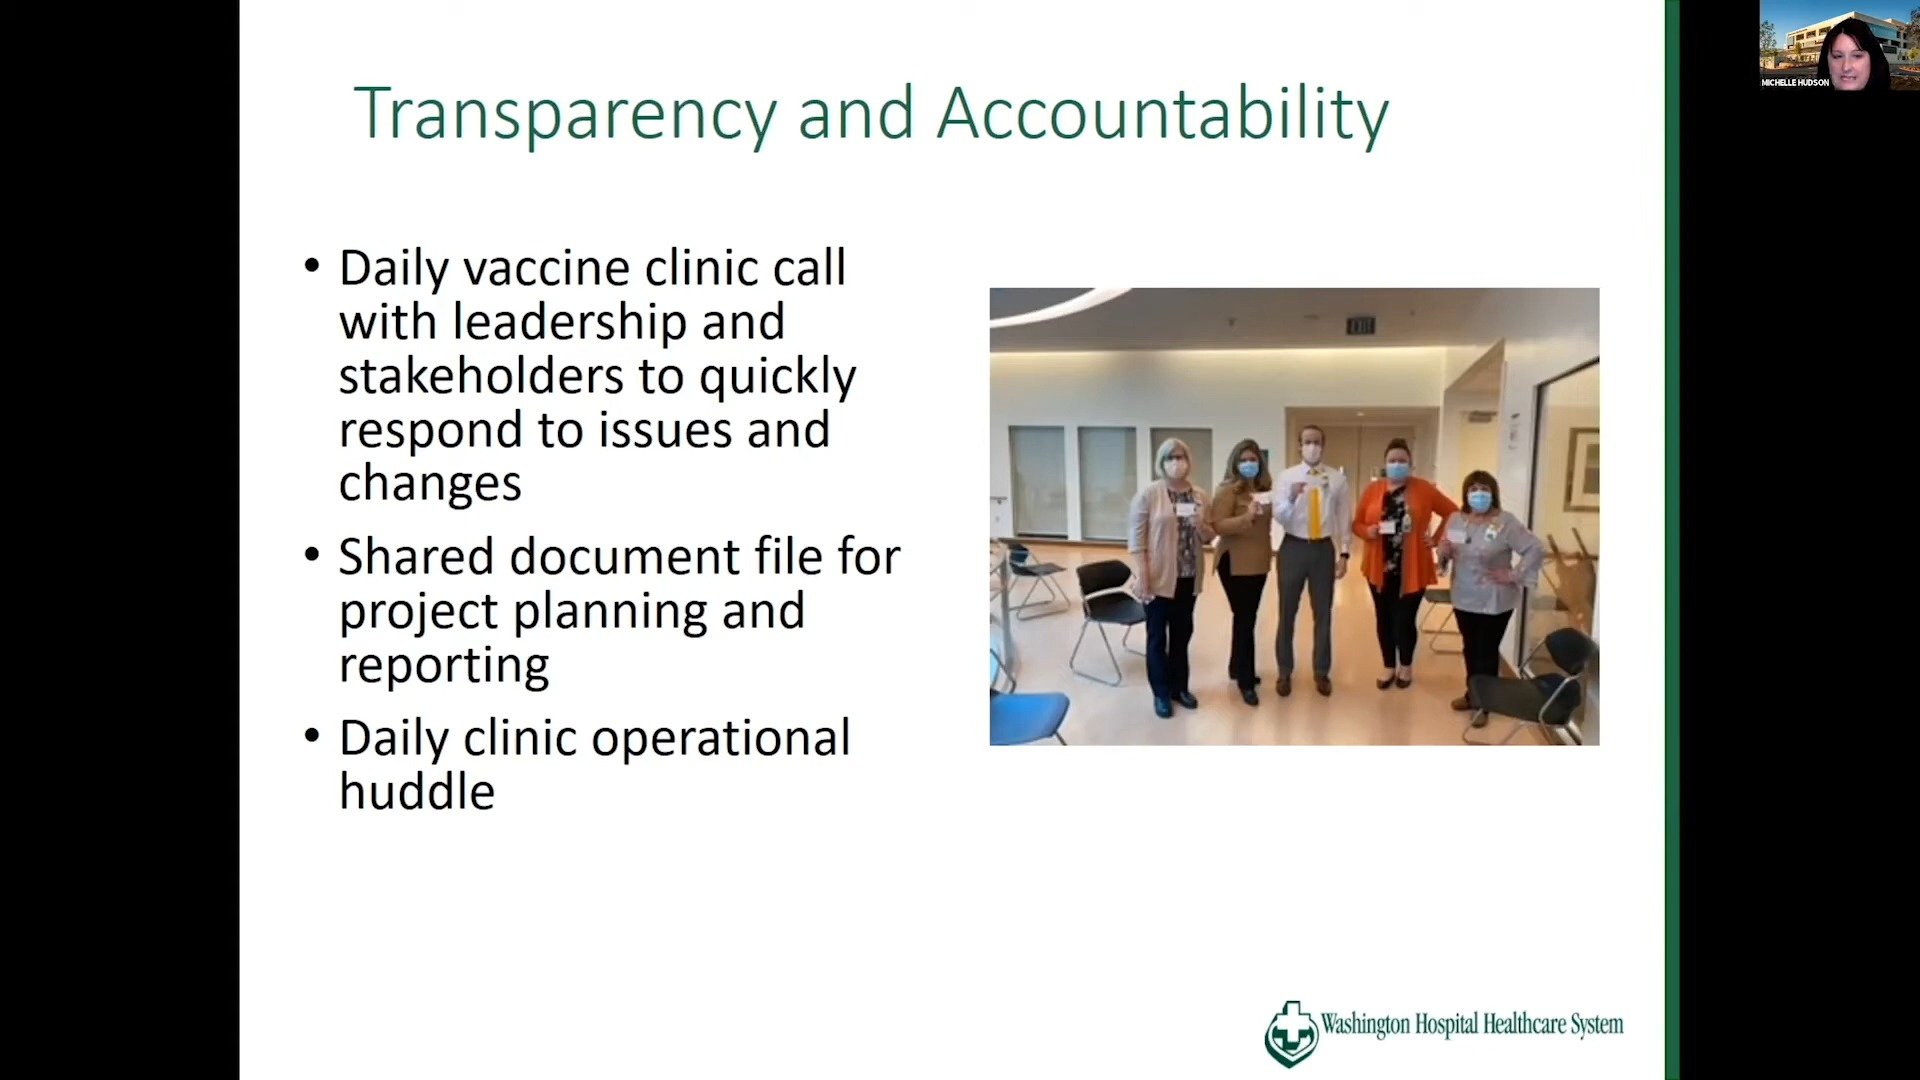 Transparency and Accountability
MICHELLE HUDSON
• Daily vaccine clinic call
with leadership and
stakeholders to quickly
respond to issues and
changes
• Shared document file for
project planning and
reporting
• Daily clinic operational
huddle
EXIT
Washington Hospital Healthcare System